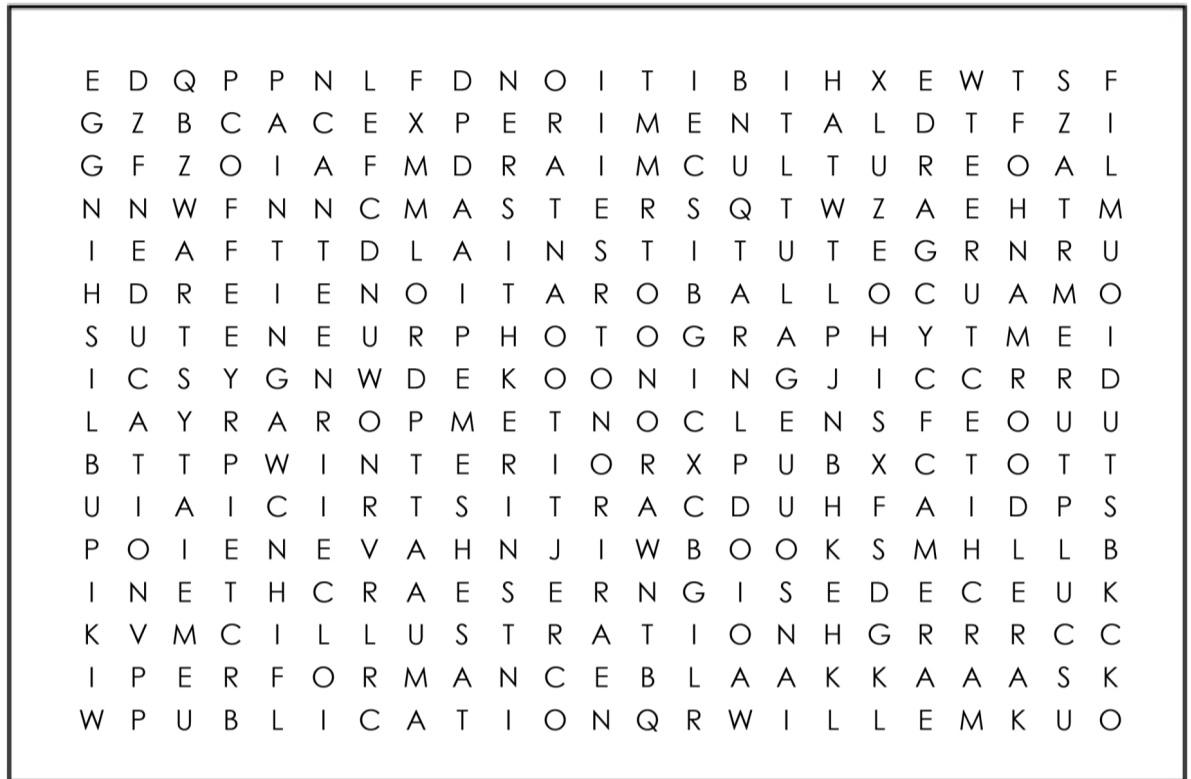 E D Q P P N L F D N O I T I B I H X E W T S F
G Z B C A C E X P E R I M E N T A L D T F Z I
G F Z O I A F M D R A I M C U L T U R E O A L
N N W F N N C M A S T E R S Q T W Z A E H T M
I E A F T T D L A I N S T I T U T E G R N R U
H D R E I E N O I T A R O B A L L O C U A M O
S U T E N E U R P H O T O G R A P H Y T M E I
I C S Y G N W D E K O O N I N G J I C C R R D
L A Y R A R O P M E T N O C L E N S F E O U U
B T T P W I N T E R I O R X P U B X C T O T T
U I A I C I R T S I T R A C D U H F A I D P S
P O I E N E V A H N J I W B O O K S M H L L B
I N E T H C R A E S E R N G I S E D E C E U K
K V M C I L L U S T R A T I O N H G R R R C C
I P E R F O R M A N C E B L A A K K A A A S K
W P U B L I C A T I O N Q R W I L L E M K U O